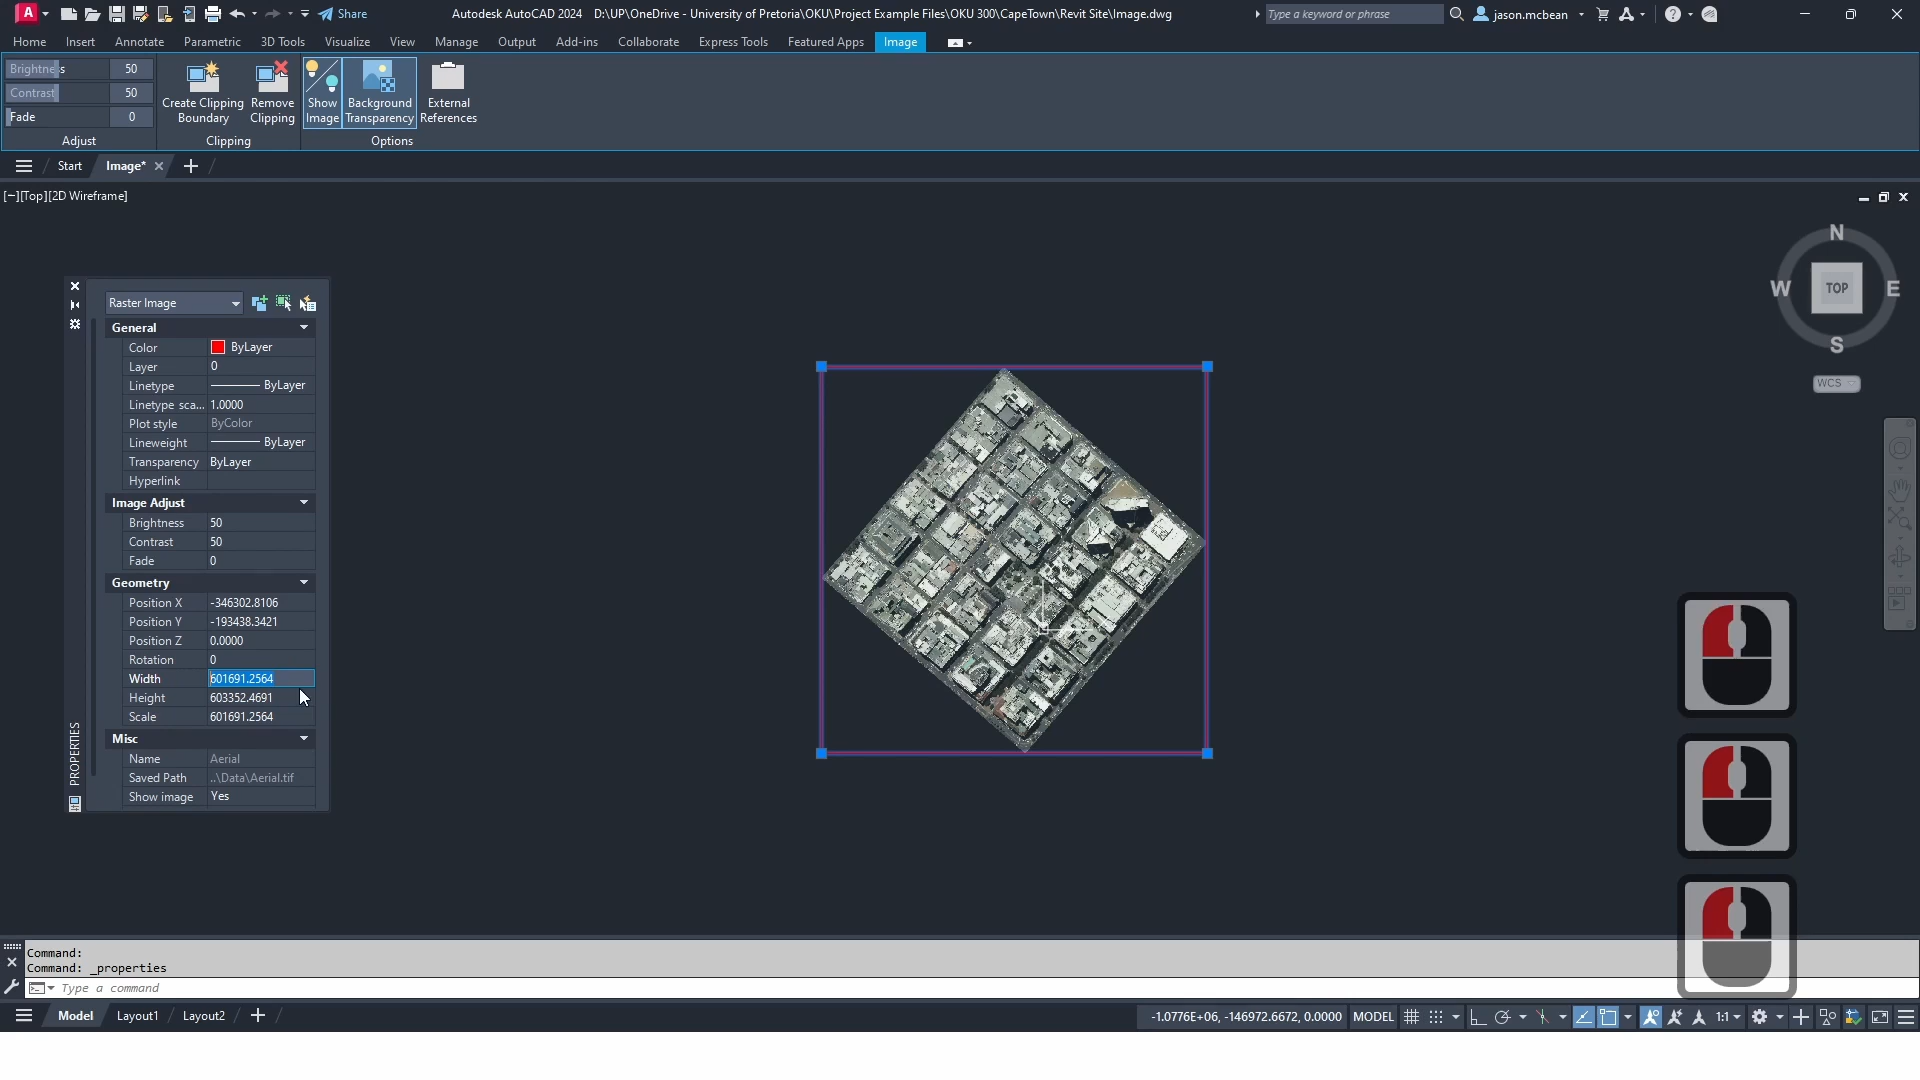 Share
Autodesk AutoCAD 2024 D:\UP\OneDrive - University of Pretoria\OKU\Project Example Files\OKU 300\CapeTown\Revit Site\Image.dwg
Type a keyword or phrase
jason.mcbean
Home Insert Annotate Parametric 3D Tools Visualize View Manage Output Add-ins Collaborate Express Tools Featured Apps Image
Brightness 50
Contrast 50
Fade 0
Create Clipping Boundary
Remove Clipping
Show Image
Background Transparency
External References
Adjust Clipping Options
Start Image*
[−][Top][2D Wireframe]
N
W TOP E
S
WCS
Raster Image
General
Color ByLayer
Layer 0
Linetype ByLayer
Linetype sca... 1.0000
Plot style ByColor
Lineweight ByLayer
Transparency ByLayer
Hyperlink
Image Adjust
Brightness 50
Contrast 50
Fade 0
Geometry
Position X -346302.8106
Position Y -193438.3421
Position Z 0.0000
Rotation 0
Width 601691.2564
Height 603352.4691
Scale 601691.2564
Misc
Name Aerial
Saved Path ..\Data\Aerial.tif
Show image Yes
PROPERTIES
Command:
Command: _properties
Type a command
Model Layout1 Layout2
-1.0776E+06, -146972.6672, 0.0000 MODEL 1:1